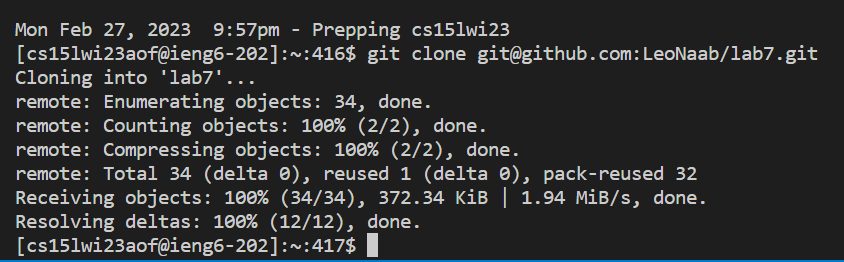 Mon Feb 27, 2023  9:57pm - Prepping cs15lwi23
[cs15lwi23aof@ieng6-202]:~:416$ git clone git@github.com:LeoNaab/lab7.git
Cloning into 'lab7'...
remote: Enumerating objects: 34, done.
remote: Counting objects: 100% (2/2), done.
remote: Compressing objects: 100% (2/2), done.
remote: Total 34 (delta 0), reused 1 (delta 0), pack-reused 32
Receiving objects: 100% (34/34), 372.34 KiB | 1.94 MiB/s, done.
Resolving deltas: 100% (12/12), done.
[cs15lwi23aof@ieng6-202]:~:417$